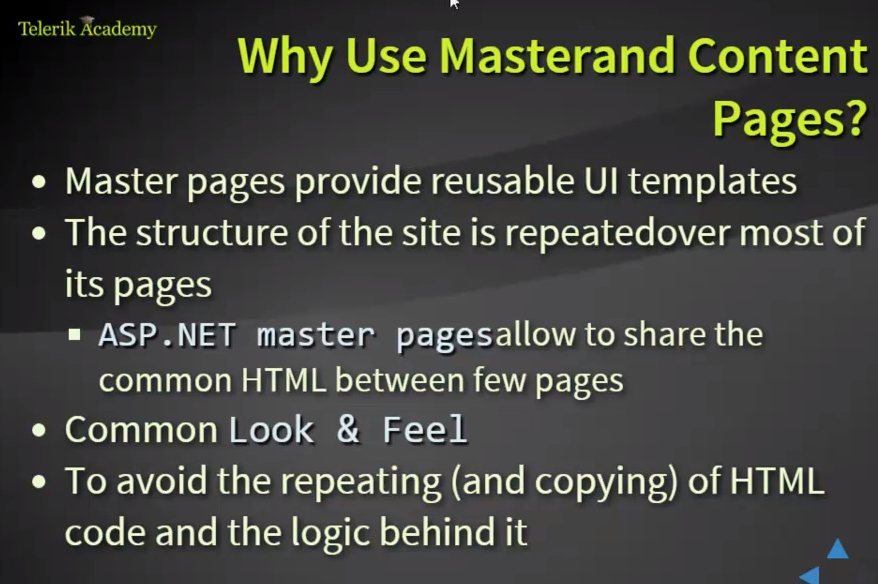 Telerik Academy
Why Use Masterand Content
Pages?
Master pages provide reusable UI templates
The structure of the site is repeatedover most of
its pages
ASP.NET master pagesallow to share the
common HTML between few pages
Common Look & Feel
To avoid the repeating (and copying) of HTML
code and the logic behind it